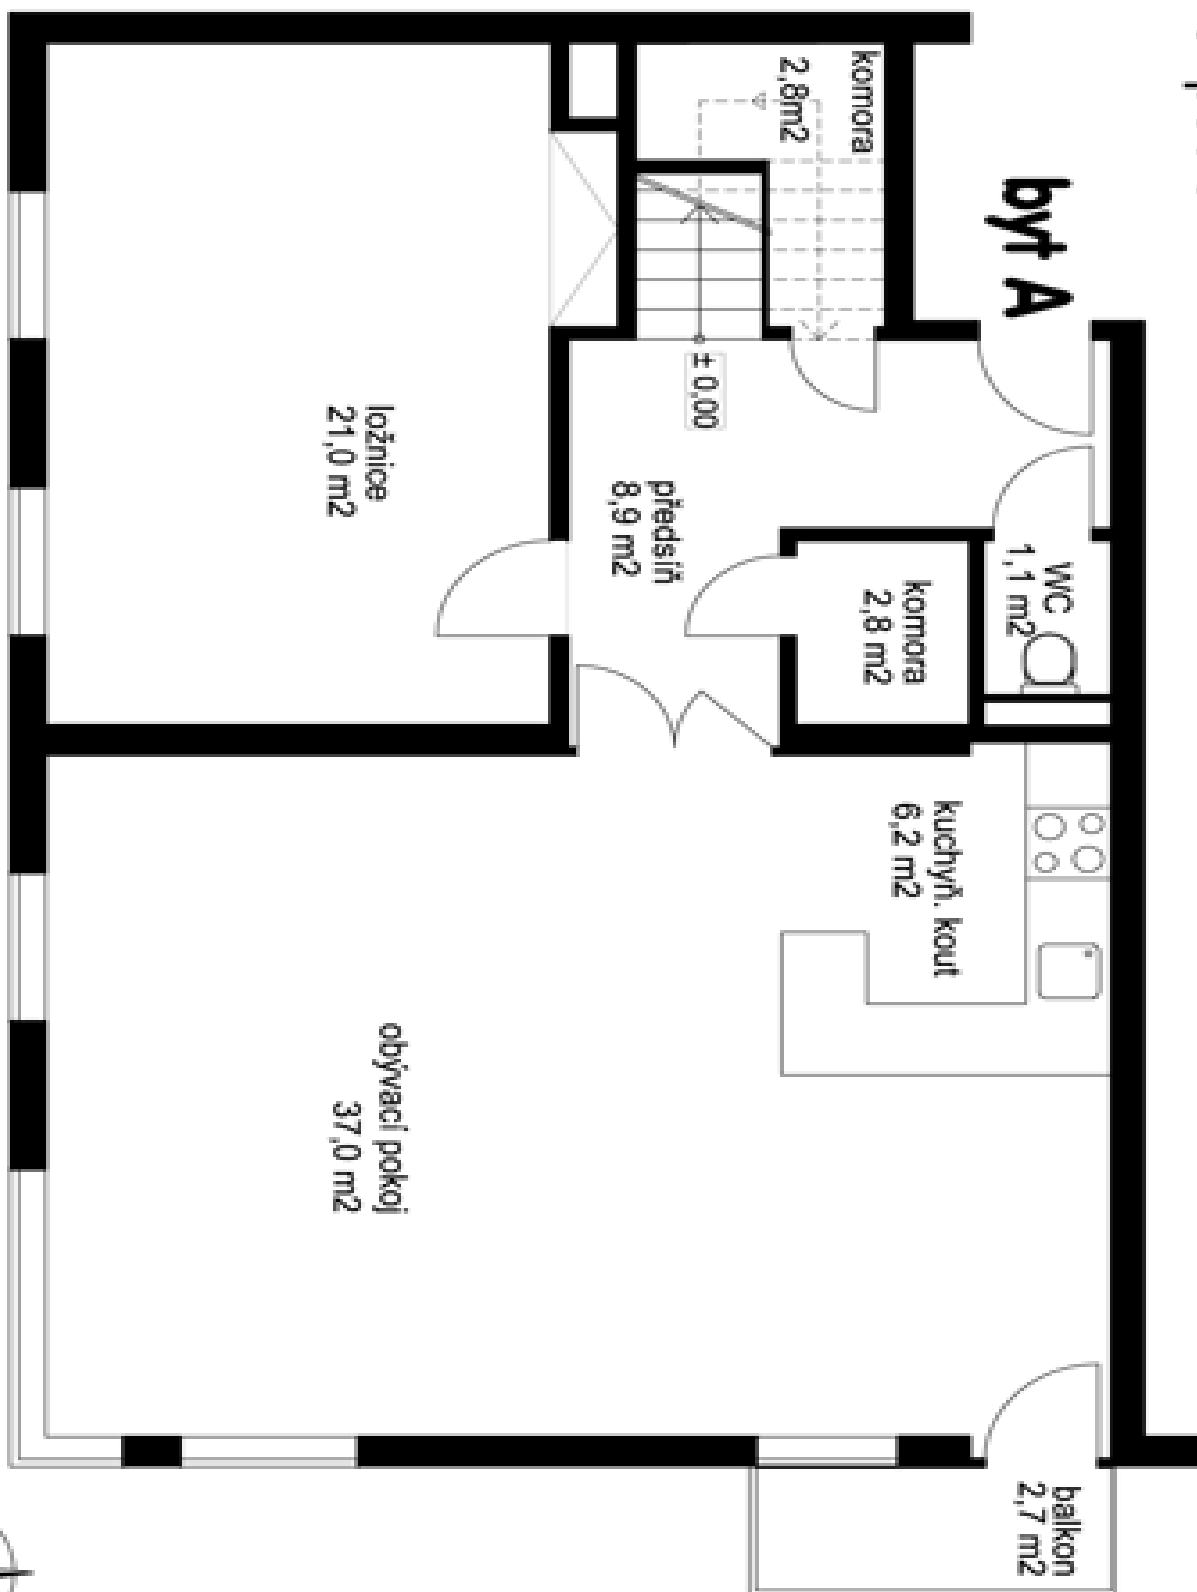 byt A
komora
2,8m2
± 0,00
předsíň
8,9 m2
ložnice
21,0 m2
WC
1,1 m2
komora
2,8 m2
kuchyň. kout
6,2 m2
obývací pokoj
37,0 m2
balkon
2,7 m2